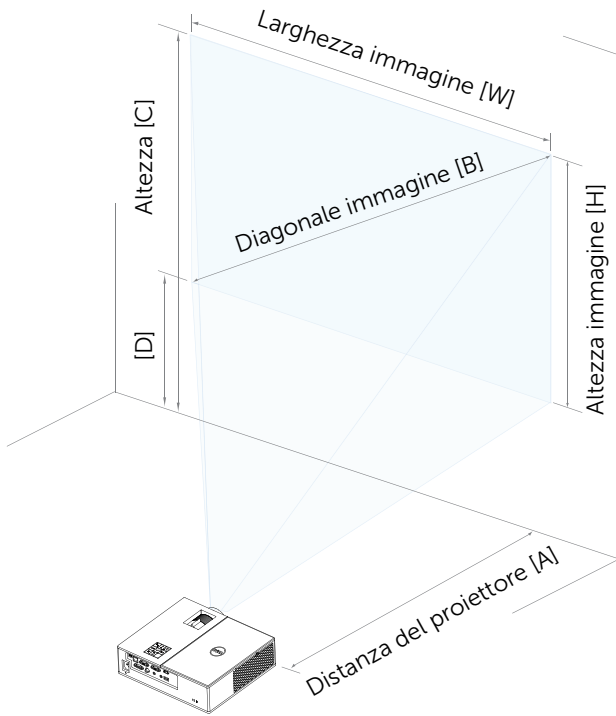 Larghezza immagine [W]
Altezza [C]
Diagonale immagine [B]
Altezza immagine [H]
[D]
Distanza del proiettore [A]